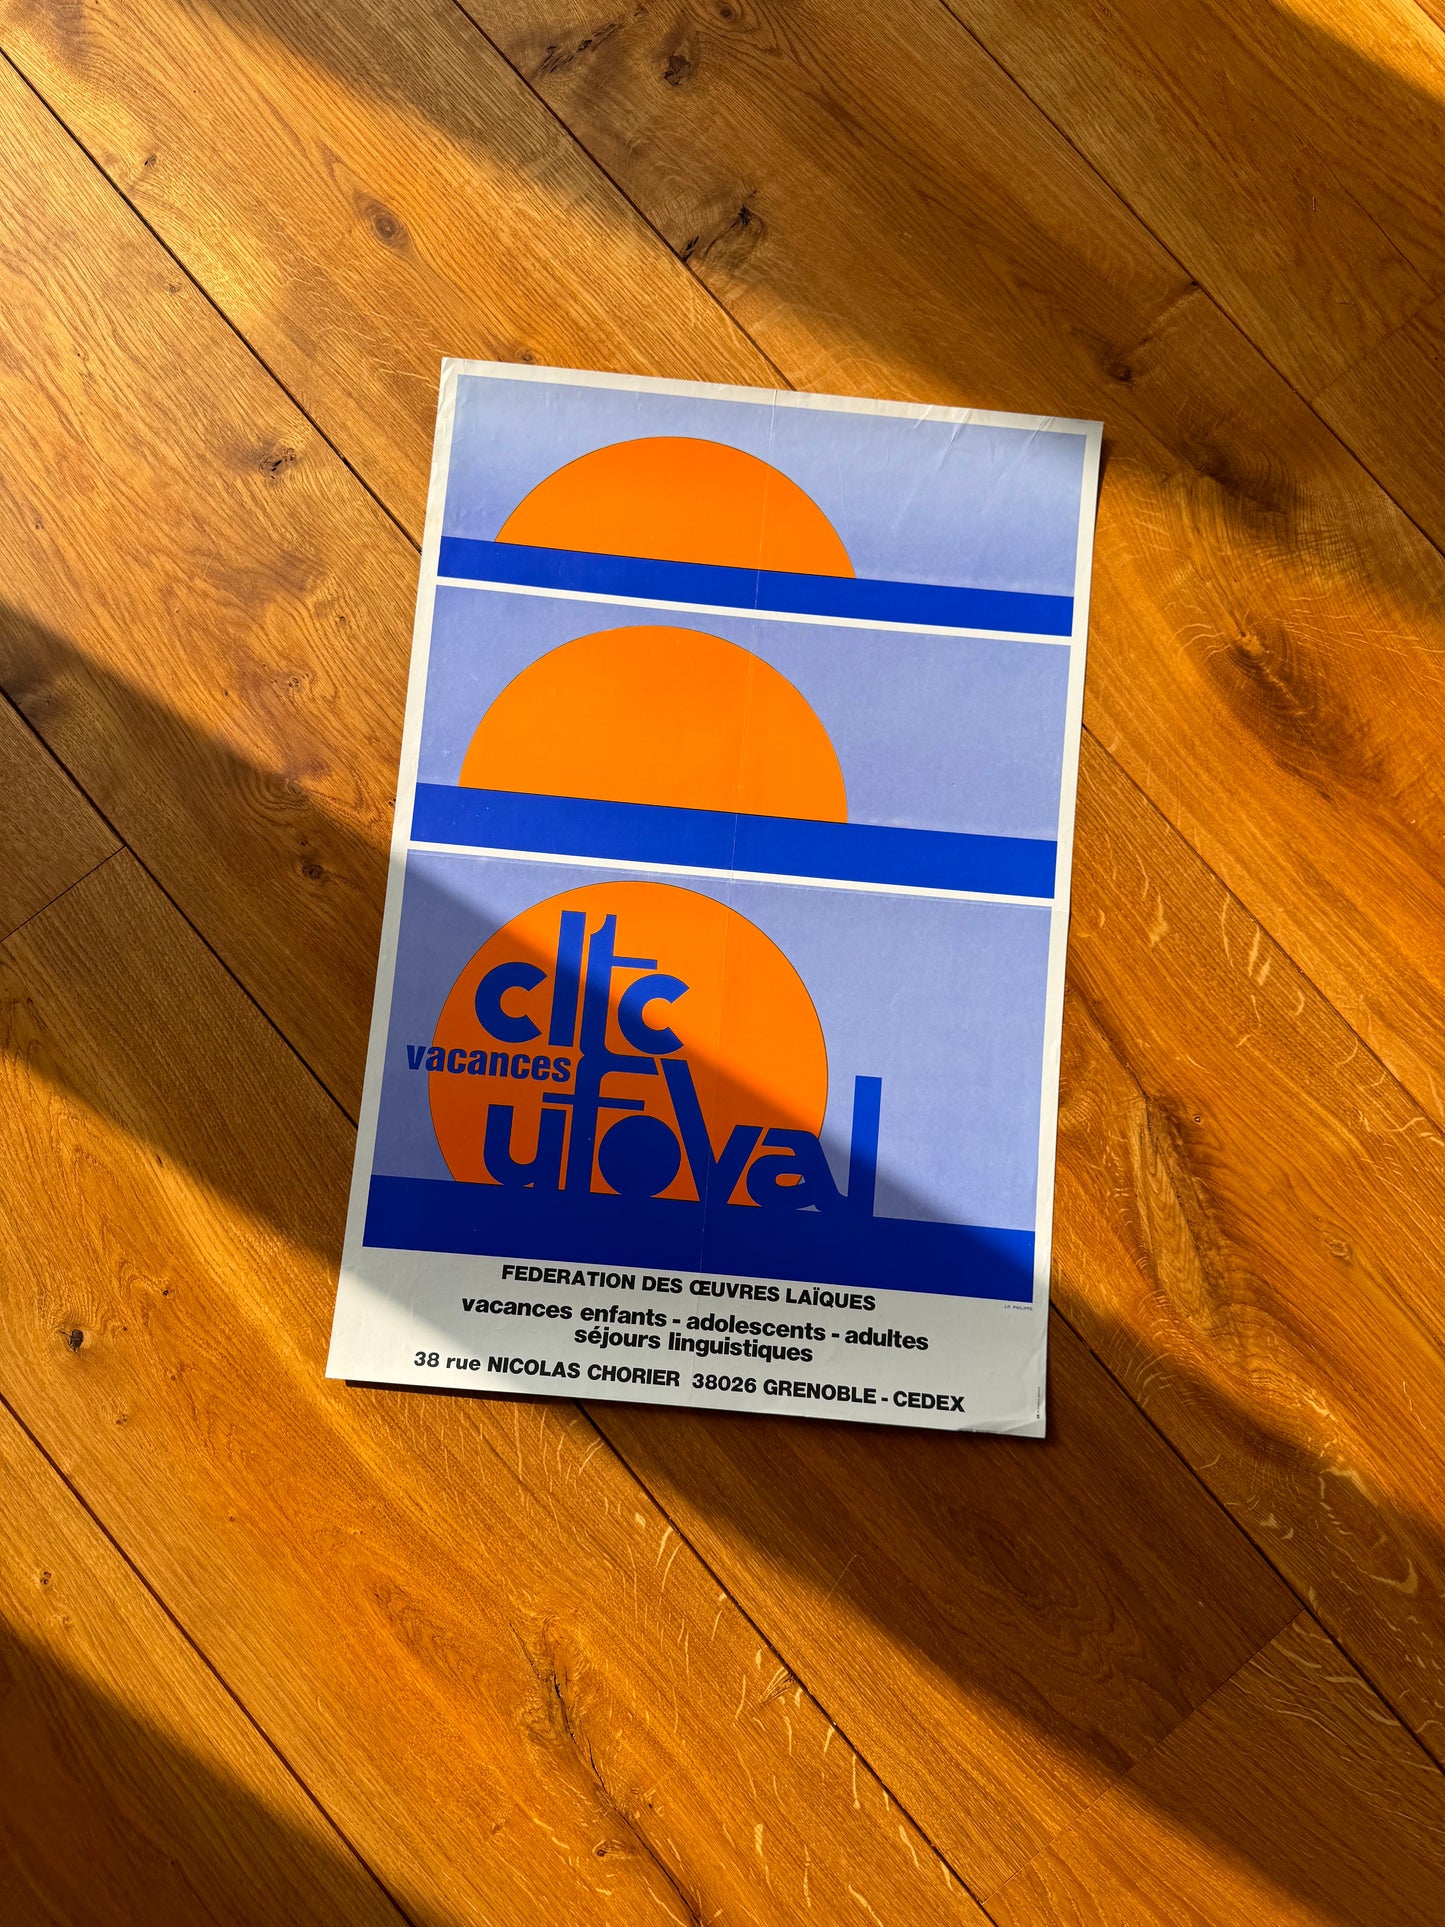 cltc
vacances
ufoval
J.P. PHILIPPE
FEDERATION DES ŒUVRES LAÏQUES
vacances enfants - adolescents - adultes
séjours linguistiques
38 rue NICOLAS CHORIER 38026 GRENOBLE - CEDEX